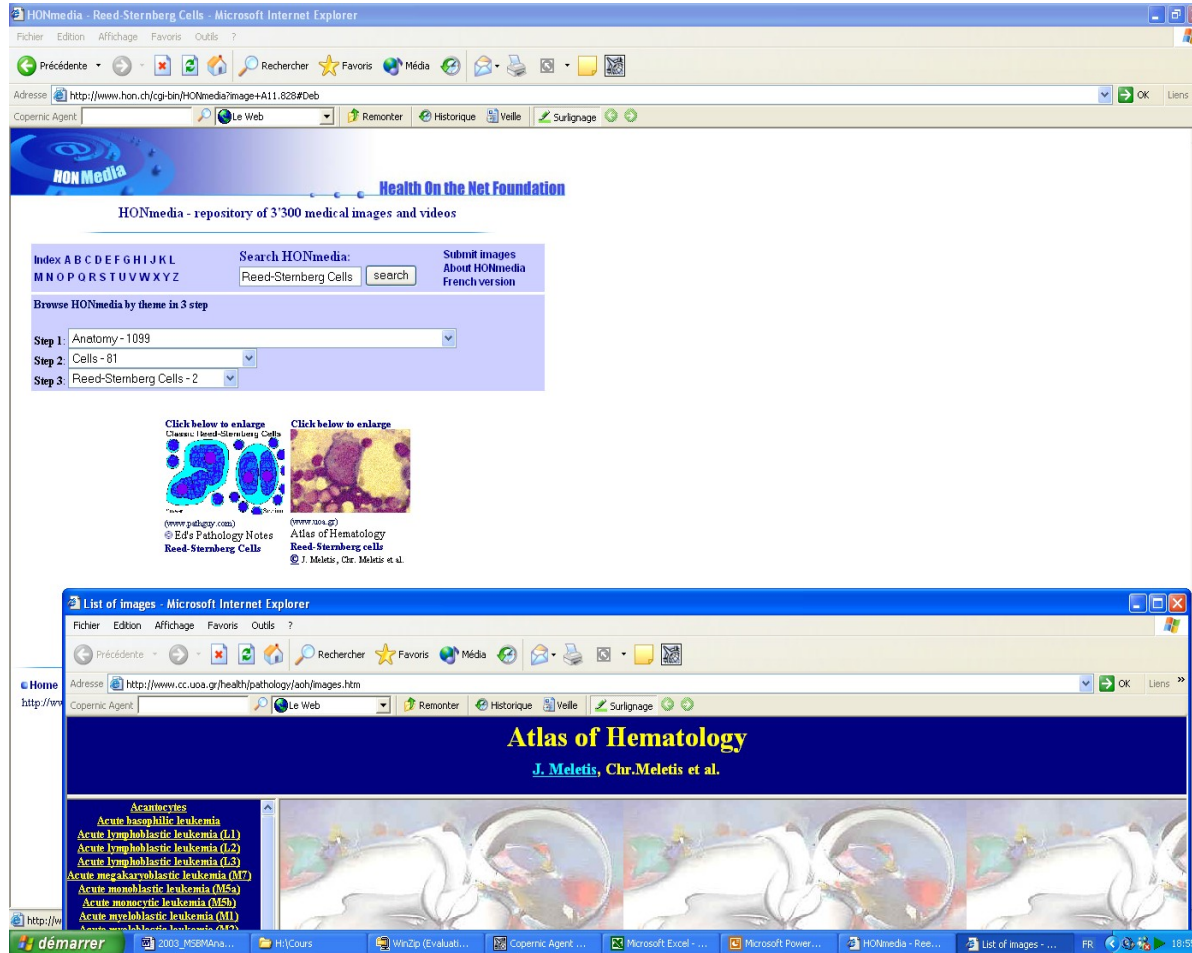 HONmedia - Reed-Sternberg Cells - Microsoft Internet Explorer
Fichier Edition Affichage Favoris Outils ?
Précédente Rechercher Favoris Média
Adresse http://www.hon.ch/cgi-bin/HONmedia?image+A11.828#Deb OK Liens
Copernic Agent Le Web Remonter Historique Veille Surlignage
HON Media
Health On the Net Foundation
HONmedia - repository of 3'300 medical images and videos
Index A B C D E F G H I J K L
M N O P Q R S T U V W X Y Z
Search HONmedia:
Reed-Sternberg Cells search
Submit images
About HONmedia
French version
Browse HONmedia by theme in 3 step
Step 1: Anatomy - 1099
Step 2: Cells - 81
Step 3: Reed-Sternberg Cells - 2
Click below to enlarge
Classic Reed-Sternberg Cells
(www.pathguy.com)
© Ed's Pathology Notes
Reed-Sternberg Cells
Click below to enlarge
(www.uoa.gr)
Atlas of Hematology
Reed-Sternberg cells
© J. Meletis, Chr. Meletis et al.
Home
http://ww
List of images - Microsoft Internet Explorer
Fichier Edition Affichage Favoris Outils ?
Précédente Rechercher Favoris Média
Adresse http://www.cc.uoa.gr/health/pathology/aoh/images.htm OK Liens »
Copernic Agent Le Web Remonter Historique Veille Surlignage
Atlas of Hematology
J. Meletis, Chr.Meletis et al.
Acantocytes
Acute basophilic leukemia
Acute lymphoblastic leukemia (L1)
Acute lymphoblastic leukemia (L2)
Acute lymphoblastic leukemia (L3)
Acute megakaryoblastic leukemia (M7)
Acute monoblastic leukemia (M5a)
Acute monocytic leukemia (M5b)
Acute myeloblastic leukemia (M1)
Acute myeloblastic leukemia (M2)
http://w
démarrer 2003_MSBMAna... H:\Cours WinZip (Evaluati... Copernic Agent ... Microsoft Excel - ... Microsoft Power... HONmedia - Ree... List of images - ... FR 18:5